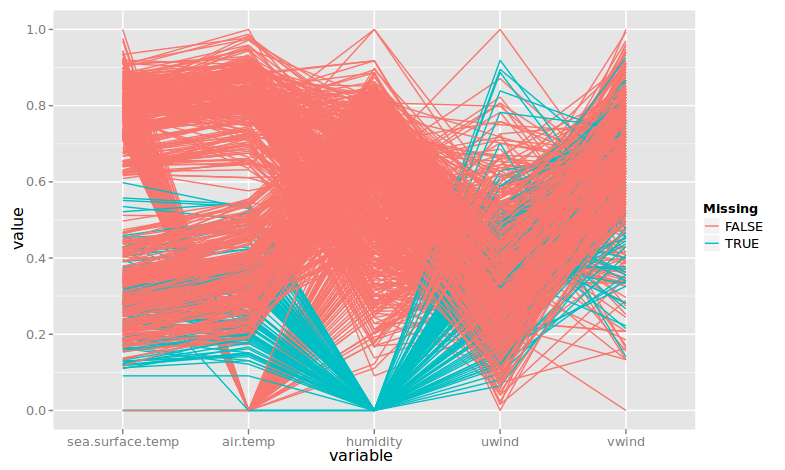 1.0
0.8
0.6
0.4
0.2
0.0
value
sea.surface.temp air.temp humidity uwind vwind
variable
Missing
FALSE
TRUE